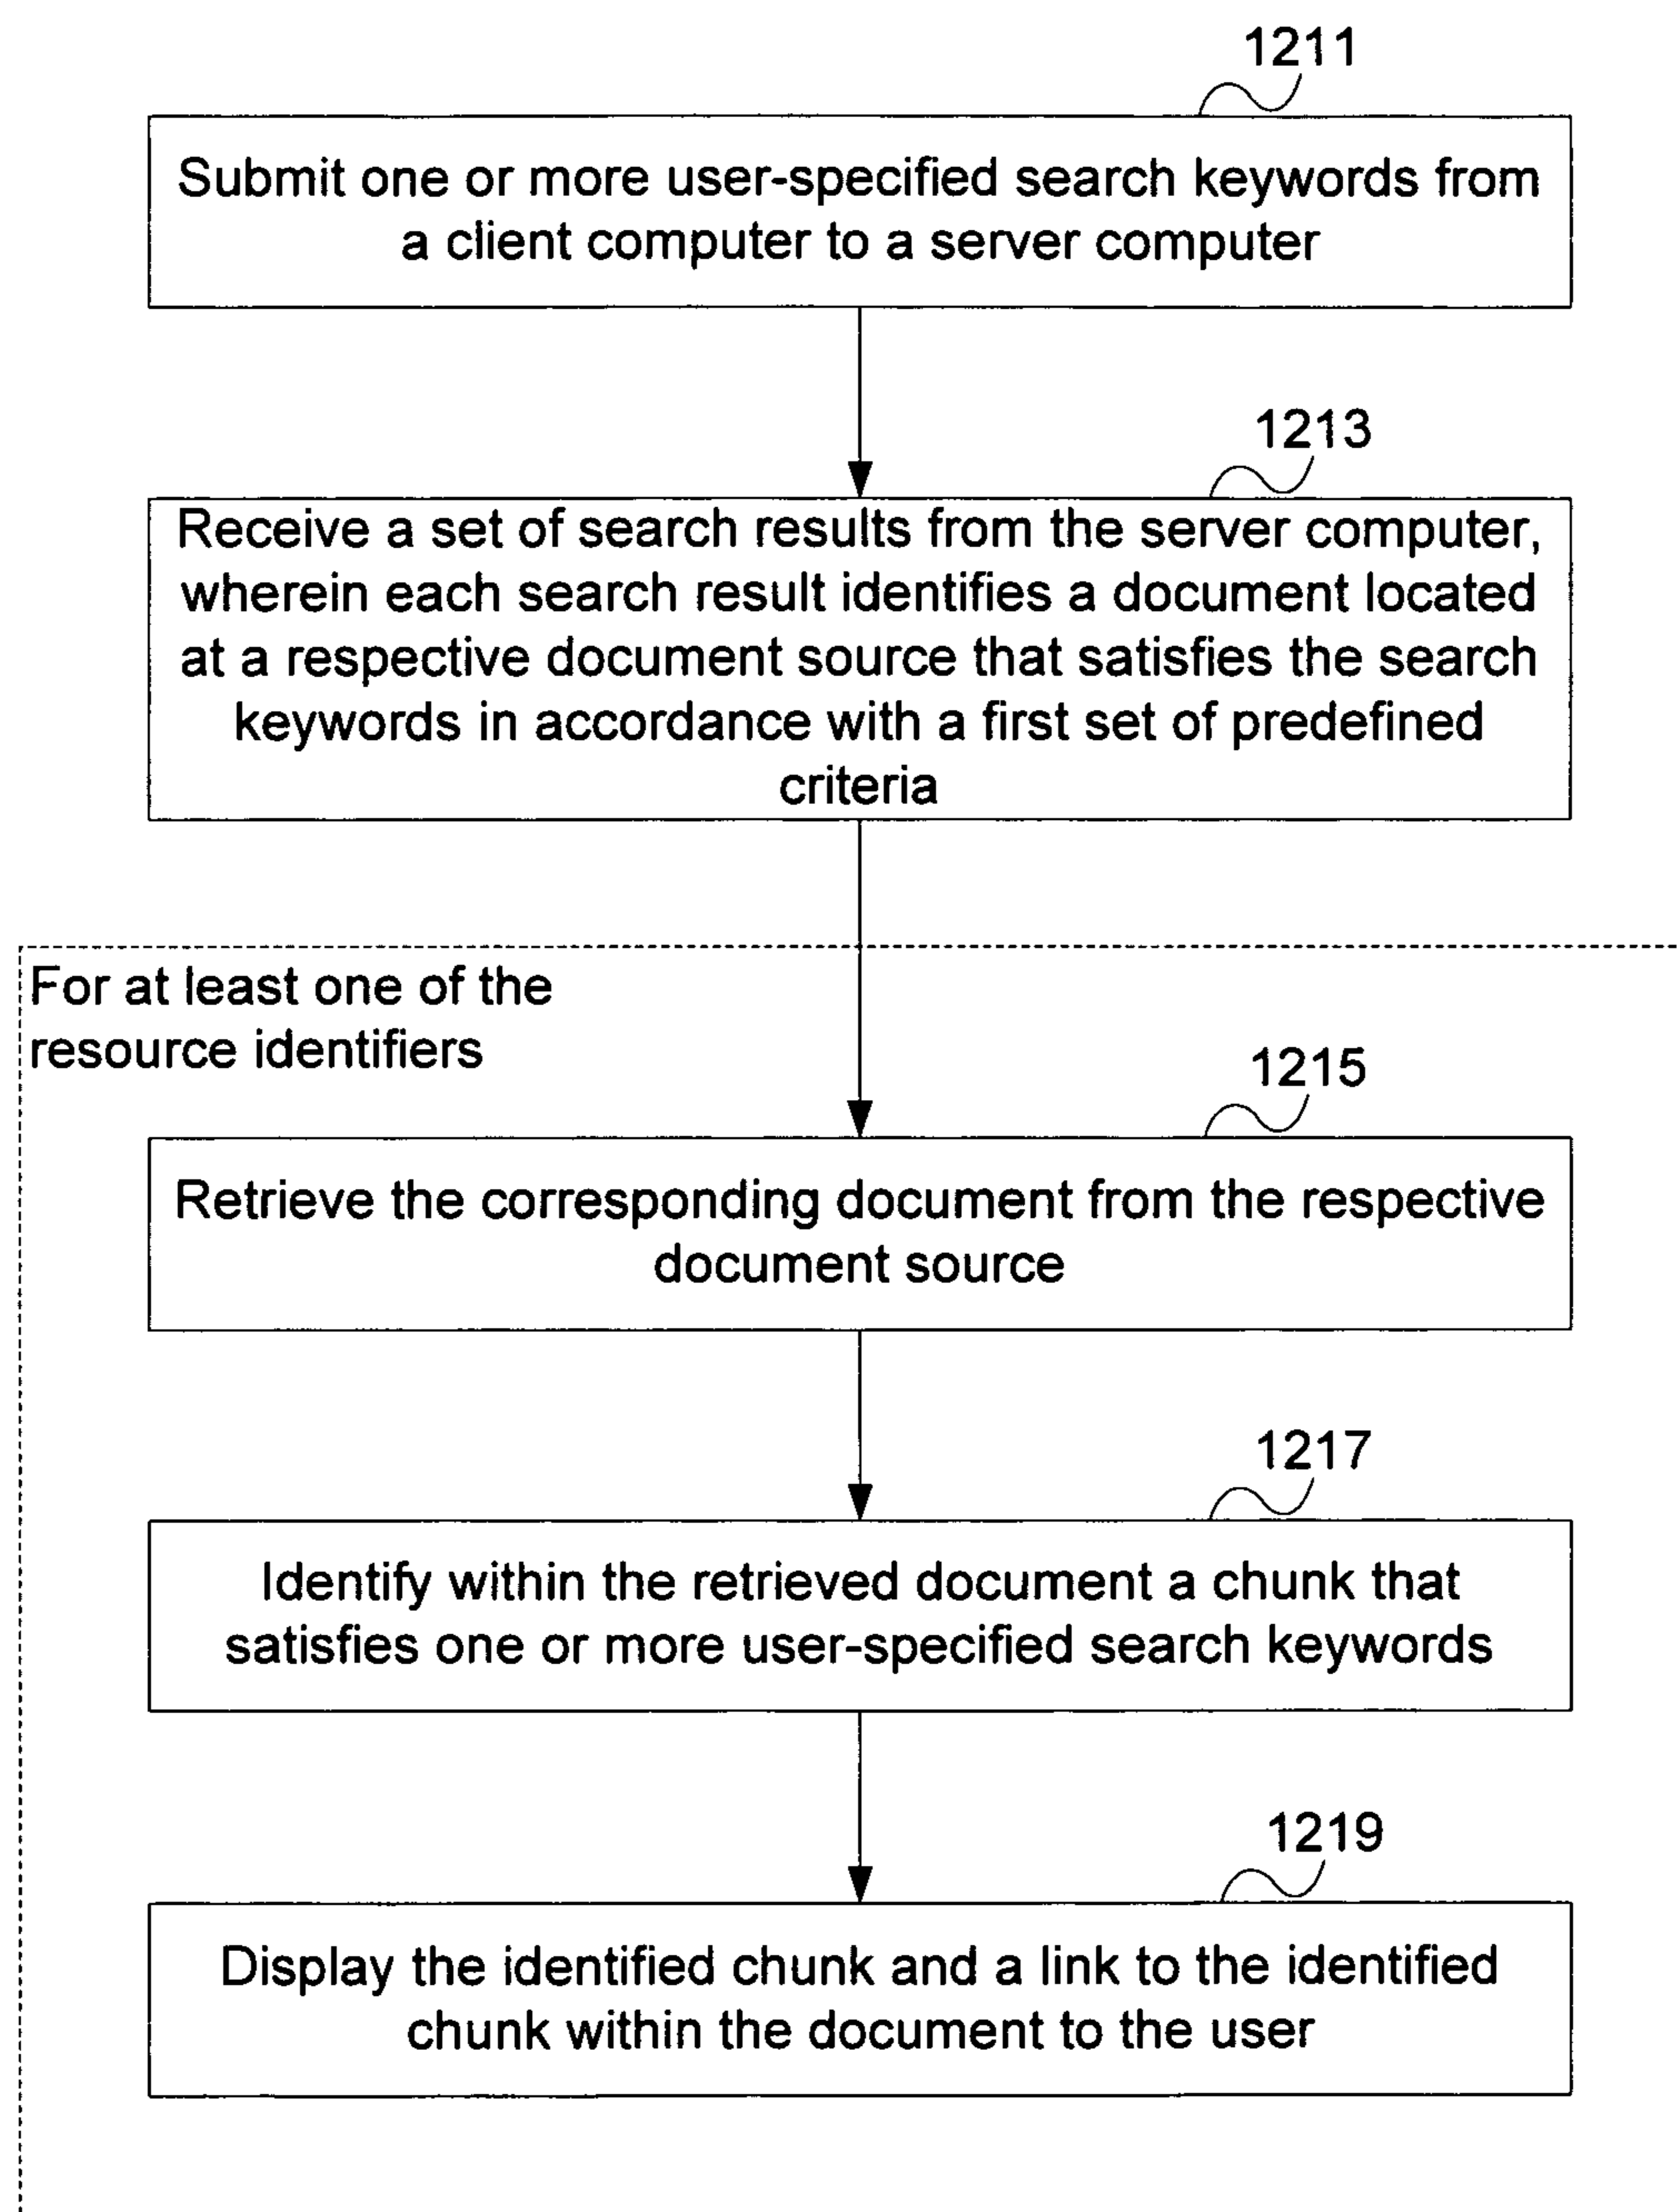 1211
Submit one or more user-specified search keywords from
a client computer to a server computer
1213
Receive a set of search results from the server computer,
wherein each search result identifies a document located
at a respective document source that satisfies the search
keywords in accordance with a first set of predefined
criteria
For at least one of the
resource identifiers
1215
Retrieve the corresponding document from the respective
document source
1217
Identify within the retrieved document a chunk that
satisfies one or more user-specified search keywords
1219
Display the identified chunk and a link to the identified
chunk within the document to the user